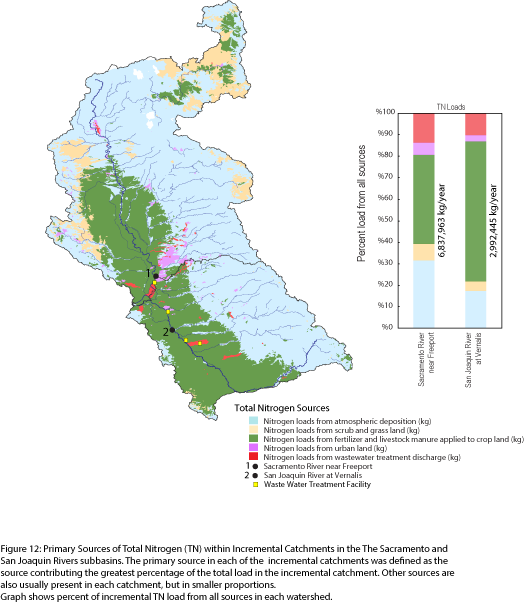 TN Loads
%100
%90
%80
%70
%60
%50
%40
%30
%20
%10
%0
Percent load from all sources
6,837,963 kg/year
2,992,445 kg/year
Sacramento River
near Freeport
San Joaquin River
at Vernalis
1
2
Total Nitrogen Sources
Nitrogen loads from atmospheric deposition (kg)
Nitrogen loads from scrub and grass land (kg)
Nitrogen loads from fertilizer and livestock manure applied to crop land (kg)
Nitrogen loads from urban land (kg)
Nitrogen loads from wastewater treatment discharge (kg)
1 Sacramento River near Freeport
2 San Joaquin River at Vernalis
Waste Water Treatment Facility
Figure 12: Primary Sources of Total Nitrogen (TN) within Incremental Catchments in the The Sacramento and
San Joaquin Rivers subbasins. The primary source in each of the incremental catchments was defined as the
source contributing the greatest percentage of the total load in the incremental catchment. Other sources are
also usually present in each catchment, but in smaller proportions.
Graph shows percent of incremental TN load from all sources in each watershed.